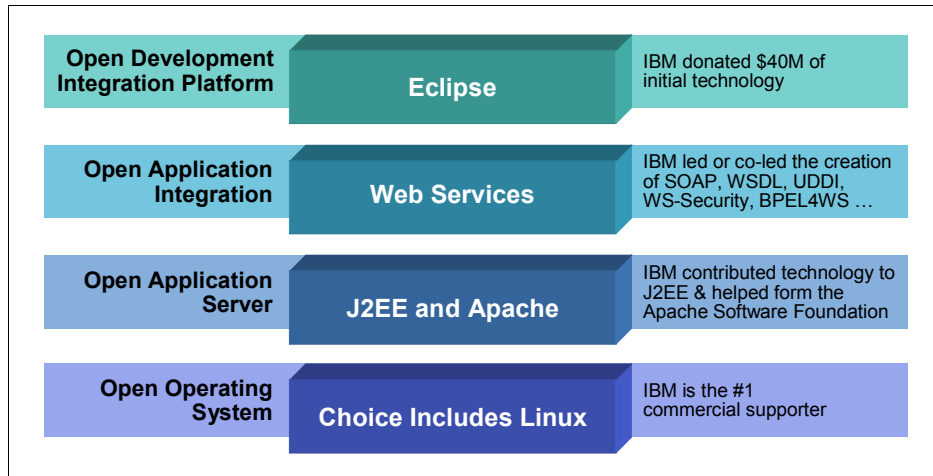 Open Development
Integration Platform
Eclipse
IBM donated $40M of
initial technology
Open Application
Integration
Web Services
IBM led or co-led the creation
of SOAP, WSDL, UDDI,
WS-Security, BPEL4WS …
Open Application
Server
J2EE and Apache
IBM contributed technology to
J2EE & helped form the
Apache Software Foundation
Open Operating
System
Choice Includes Linux
IBM is the #1
commercial supporter